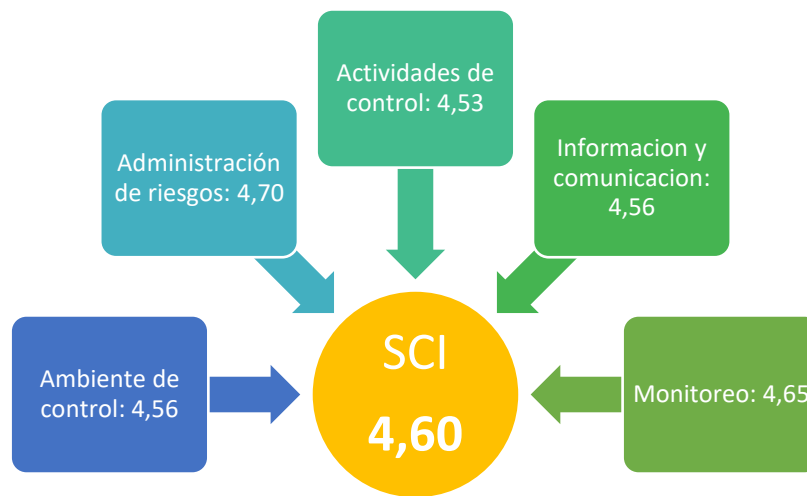 Actividades de
control: 4,53
Administración
de riesgos: 4,70
Informacion y
comunicacion:
4,56
Ambiente de
control: 4,56
SCI
4,60
Monitoreo: 4,65